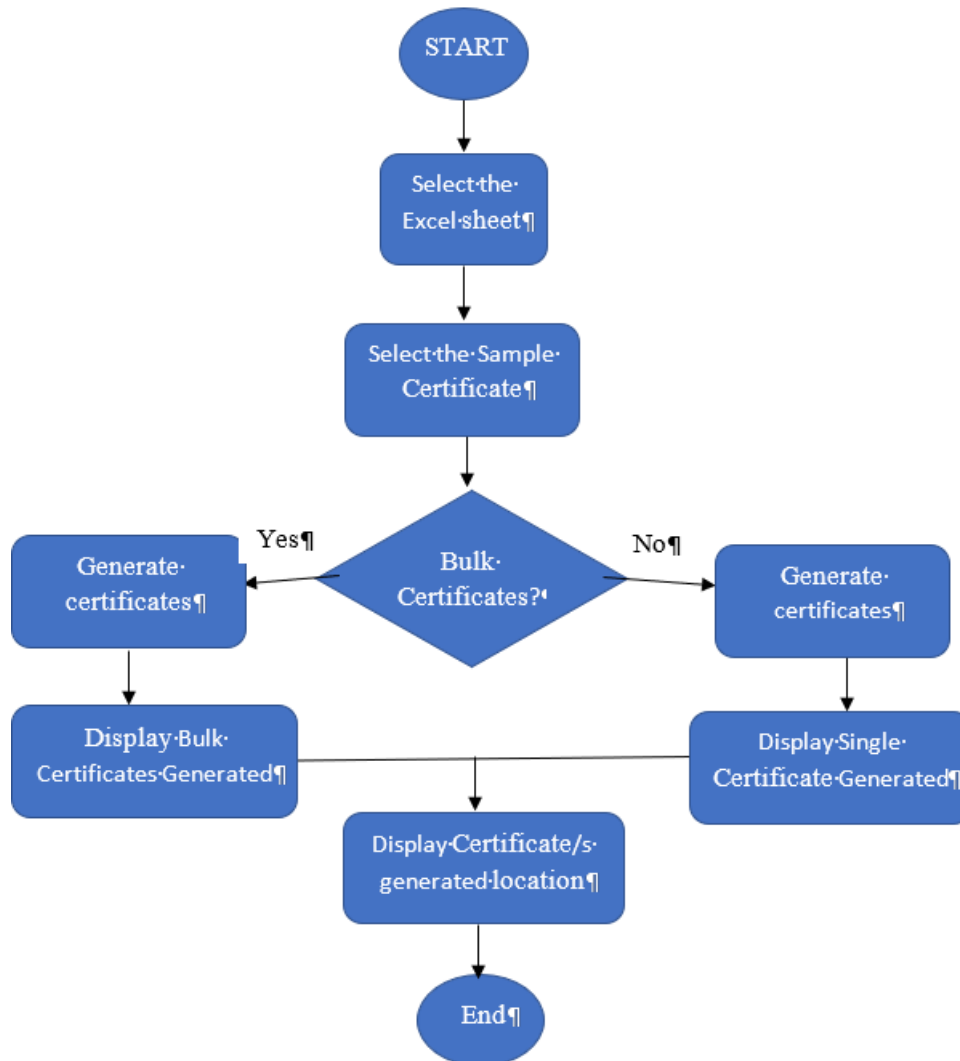 START
Select·the·
Excel·sheet¶
Select·the·Sample·
Certificate¶
Yes¶
No¶
Bulk·
Certificates?¶
Generate·
certificates¶
Generate·
certificates¶
Display·Bulk·
Certificates·Generated¶
Display·Single·
Certificate·Generated¶
Display·Certificate/s·
generated·location¶
End¶